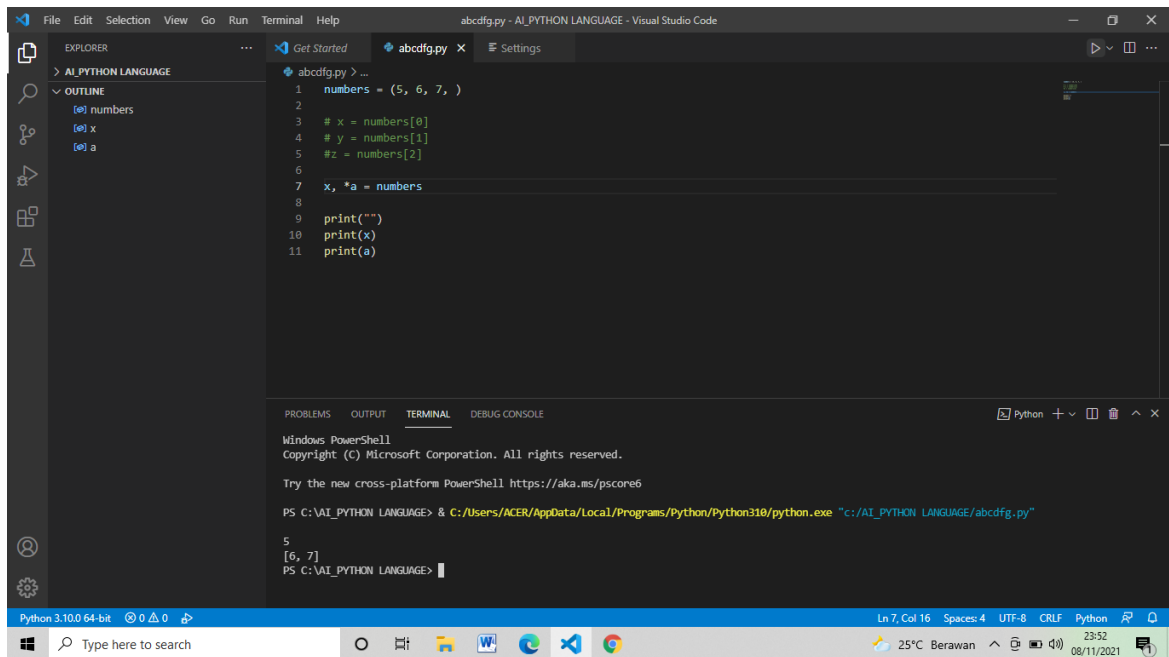 File Edit Selection View Go Run Terminal Help abcdfg.py - AI_PYTHON LANGUAGE - Visual Studio Code
EXPLORER ...
Get Started abcdfg.py Settings
AI_PYTHON LANGUAGE
OUTLINE
numbers
x
a
abcdfg.py > ...
1 numbers = (5, 6, 7, )
2
3 # x = numbers[0]
4 # y = numbers[1]
5 #z = numbers[2]
6
7 x, *a = numbers
8
9 print("")
10 print(x)
11 print(a)
PROBLEMS OUTPUT TERMINAL DEBUG CONSOLE Python
Windows PowerShell
Copyright (C) Microsoft Corporation. All rights reserved.
Try the new cross-platform PowerShell https://aka.ms/pscore6
PS C:\AI_PYTHON LANGUAGE> & C:/Users/ACER/AppData/Local/Programs/Python/Python310/python.exe "c:/AI_PYTHON LANGUAGE/abcdfg.py"
5
[6, 7]
PS C:\AI_PYTHON LANGUAGE>
Python 3.10.0 64-bit 0 0 Ln 7, Col 16 Spaces: 4 UTF-8 CRLF Python
Type here to search 25°C Berawan 23:52
08/11/2021 1